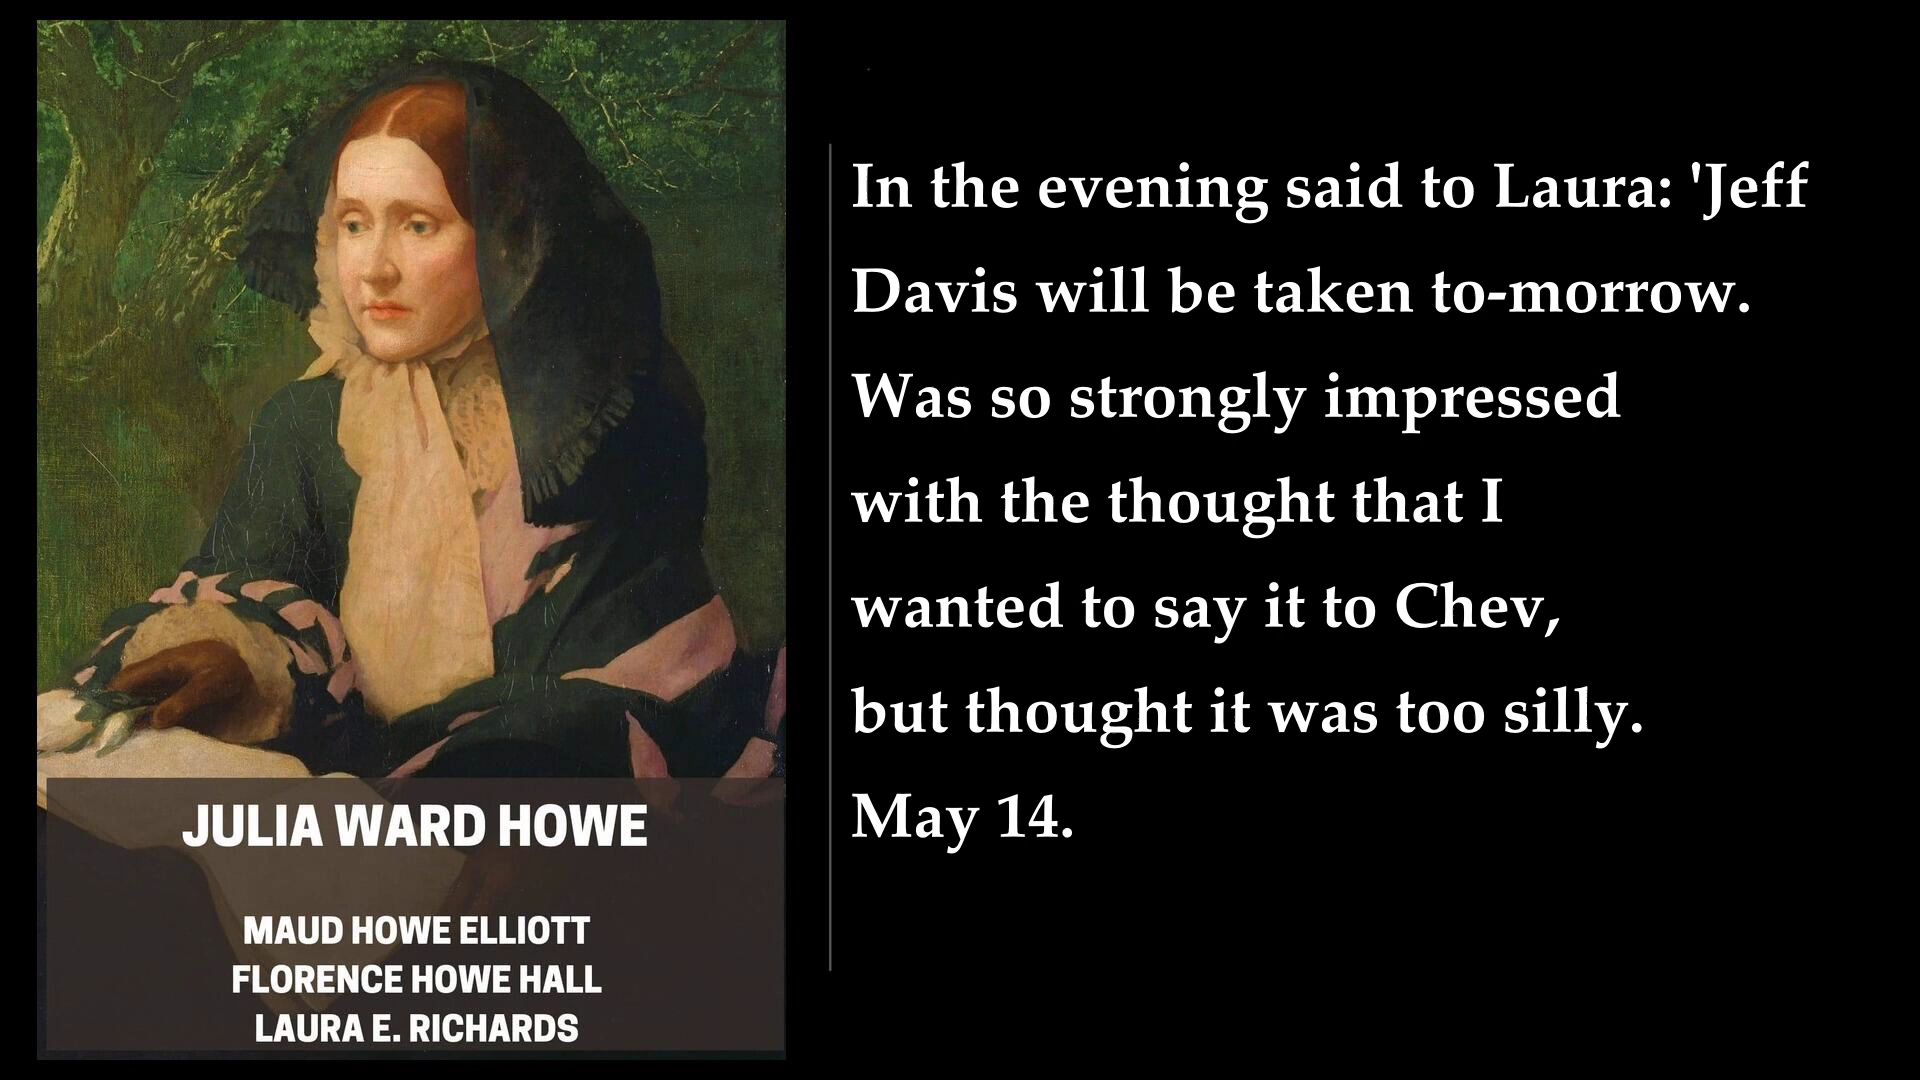 JULIA WARD HOWE
MAUD HOWE ELLIOTT
FLORENCE HOWE HALL
LAURA E. RICHARDS
In the evening said to Laura: 'Jeff
Davis will be taken to-morrow.
Was so strongly impressed
with the thought that I
wanted to say it to Chev,
but thought it was too silly.
May 14.